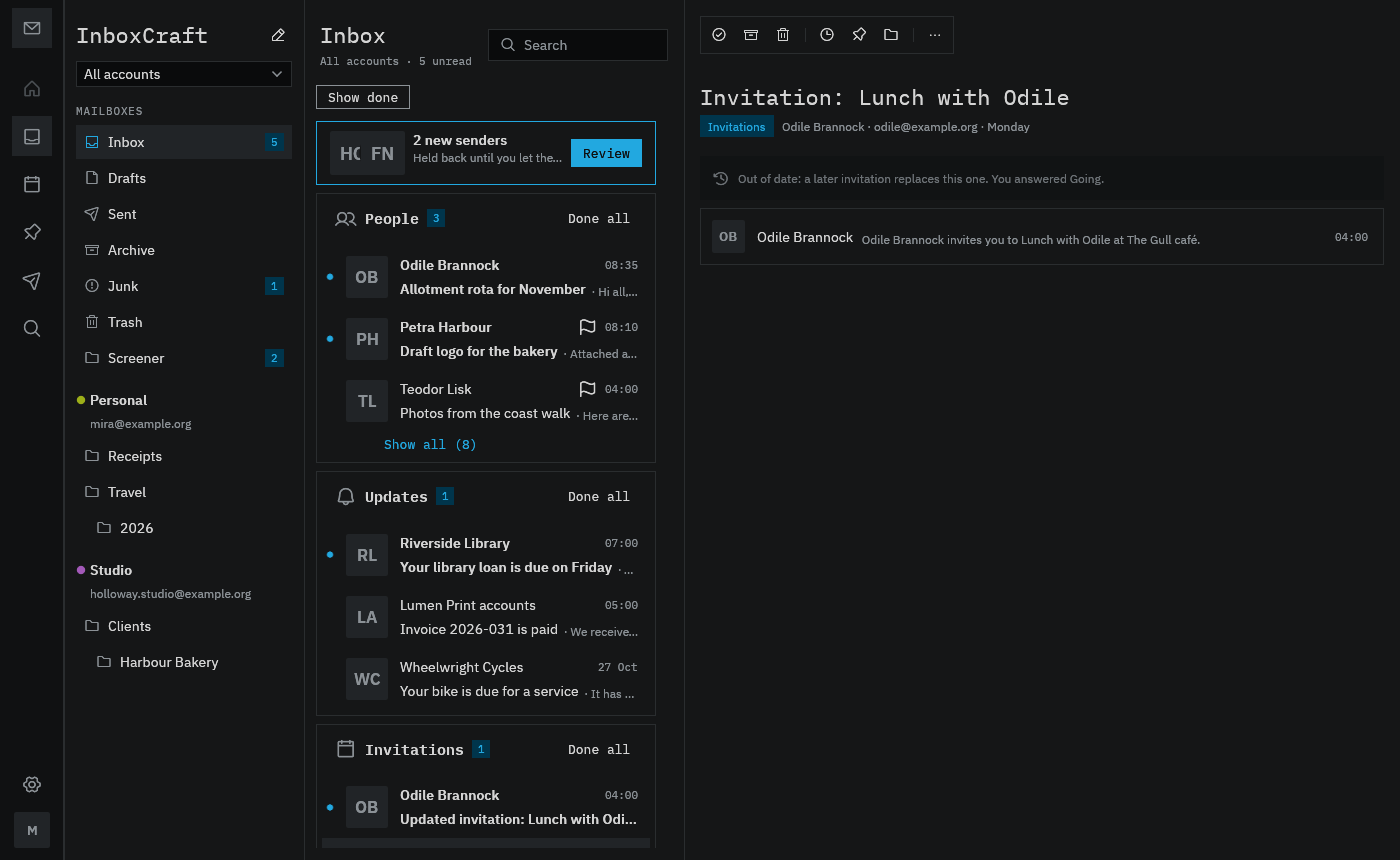 InboxCraft
All accounts
MAILBOXES
Inbox 5
Drafts
Sent
Archive
Junk 1
Trash
Screener 2
Personal
mira@example.org
Receipts
Travel
2026
Studio
holloway.studio@example.org
Clients
Harbour Bakery
M
Inbox
All accounts · 5 unread
Search
Show done
HC FN
2 new senders
Held back until you let the...
Review
People 3 Done all
OB Odile Brannock 08:35
Allotment rota for November · Hi all,...
PH Petra Harbour 08:10
Draft logo for the bakery · Attached a...
TL Teodor Lisk 04:00
Photos from the coast walk · Here are...
Show all (8)
Updates 1 Done all
RL Riverside Library 07:00
Your library loan is due on Friday · ...
LA Lumen Print accounts 05:00
Invoice 2026-031 is paid · We receive...
WC Wheelwright Cycles 27 Oct
Your bike is due for a service · It has ...
Invitations 1 Done all
OB Odile Brannock 04:00
Updated invitation: Lunch with Odi...
Invitation: Lunch with Odile
Invitations Odile Brannock · odile@example.org · Monday
Out of date: a later invitation replaces this one. You answered Going.
OB Odile Brannock Odile Brannock invites you to Lunch with Odile at The Gull café. 04:00